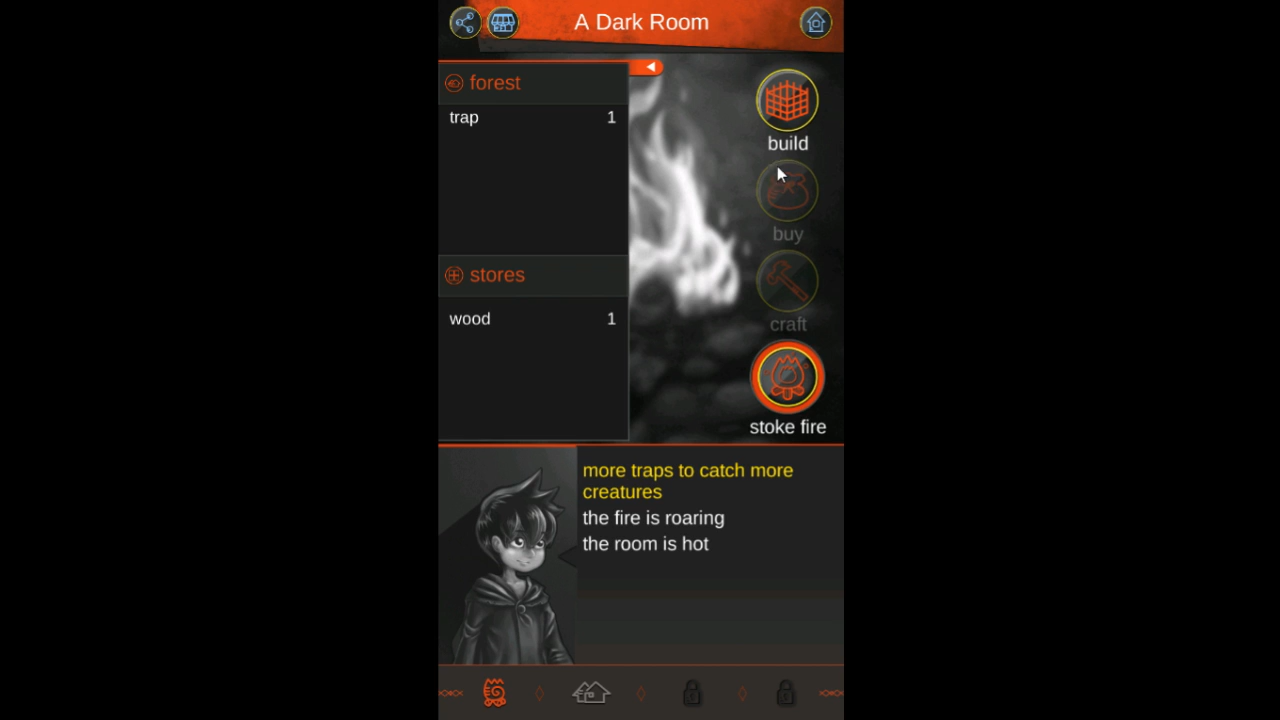 A Dark Room
forest
trap 1
stores
wood 1
build
buy
craft
stoke fire
more traps to catch more
creatures
the fire is roaring
the room is hot